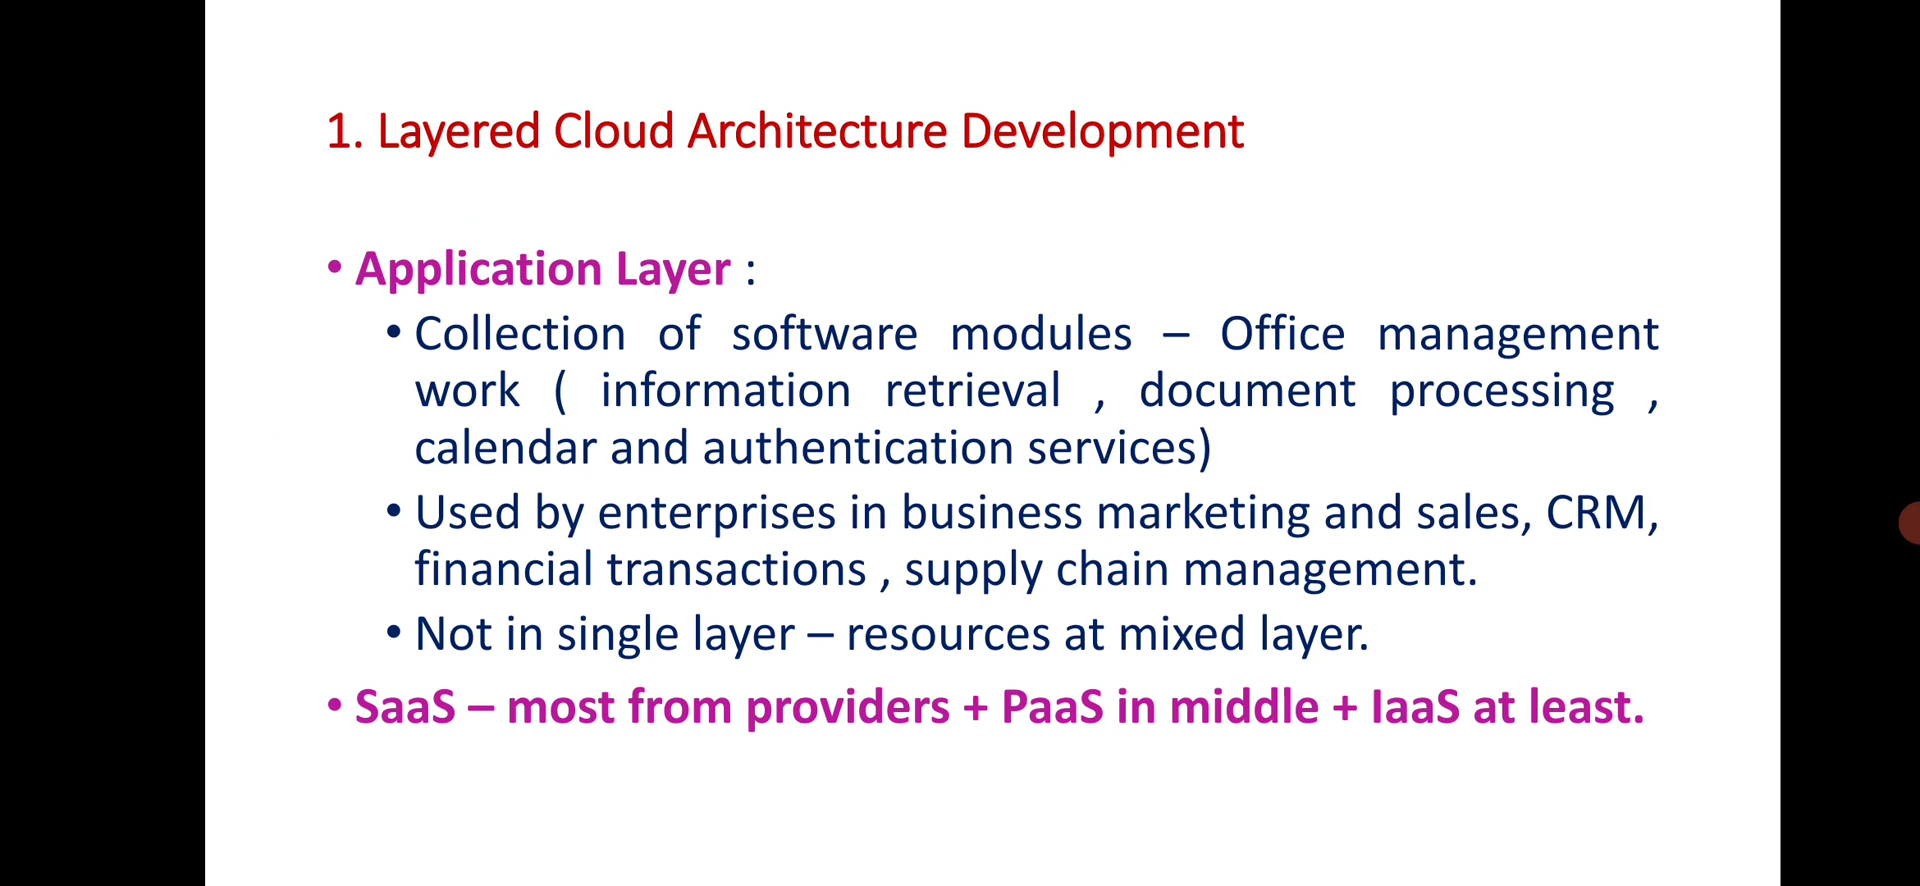 1. Layered Cloud Architecture Development
• Application Layer :
• Collection of software modules – Office management
work ( information retrieval , document processing ,
calendar and authentication services)
• Used by enterprises in business marketing and sales, CRM,
financial transactions , supply chain management.
• Not in single layer – resources at mixed layer.
• SaaS – most from providers + PaaS in middle + IaaS at least.